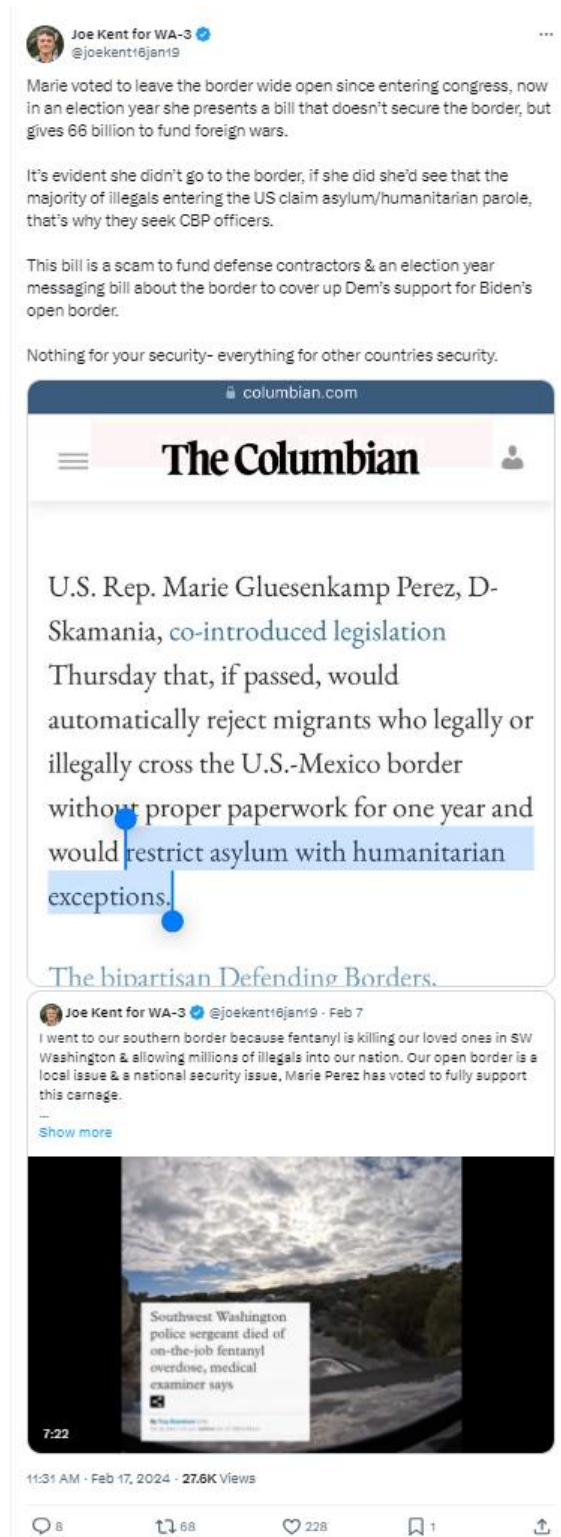 Joe Kent for WA-3
@joekent16jan19
Marie voted to leave the border wide open since entering congress, now
in an election year she presents a bill that doesn't secure the border, but
gives 66 billion to fund foreign wars.
It's evident she didn't go to the border, if she did she'd see that the
majority of illegals entering the US claim asylum/humanitarian parole,
that's why they seek CBP officers.
This bill is a scam to fund defense contractors & an election year
messaging bill about the border to cover up Dem's support for Biden's
open border.
Nothing for your security- everything for other countries security.
columbian.com
The Columbian
U.S. Rep. Marie Gluesenkamp Perez, D-
Skamania, co-introduced legislation
Thursday that, if passed, would
automatically reject migrants who legally or
illegally cross the U.S.-Mexico border
without proper paperwork for one year and
would restrict asylum with humanitarian
exceptions.
The bipartisan Defending Borders,
Joe Kent for WA-3 @joekent16jan19 · Feb 7
I went to our southern border because fentanyl is killing our loved ones in SW
Washington & allowing millions of illegals into our nation. Our open border is a
local issue & a national security issue, Marie Perez has voted to fully support
this carnage.
...
Show more
Southwest Washington
police sergeant died of
on-the-job fentanyl
overdose, medical
examiner says
7:22
11:31 AM · Feb 17, 2024 · 27.6K Views
8 68 228 1